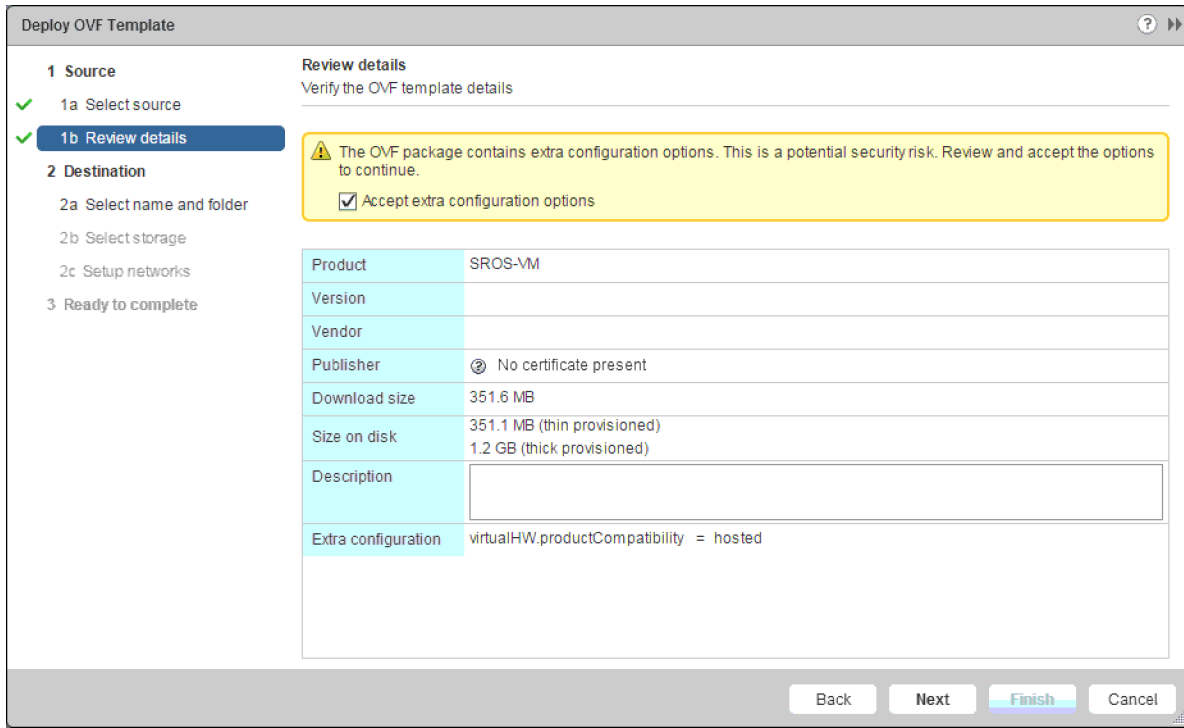 Deploy OVF Template
1 Source
1a Select source
1b Review details
2 Destination
2a Select name and folder
2b Select storage
2c Setup networks
3 Ready to complete
Review details
Verify the OVF template details
The OVF package contains extra configuration options. This is a potential security risk. Review and accept the options
to continue.
Accept extra configuration options
Product SROS-VM
Version
Vendor
Publisher ? No certificate present
Download size 351.6 MB
Size on disk 351.1 MB (thin provisioned)
1.2 GB (thick provisioned)
Description
Extra configuration virtualHW.productCompatibility = hosted
Back Next Finish Cancel